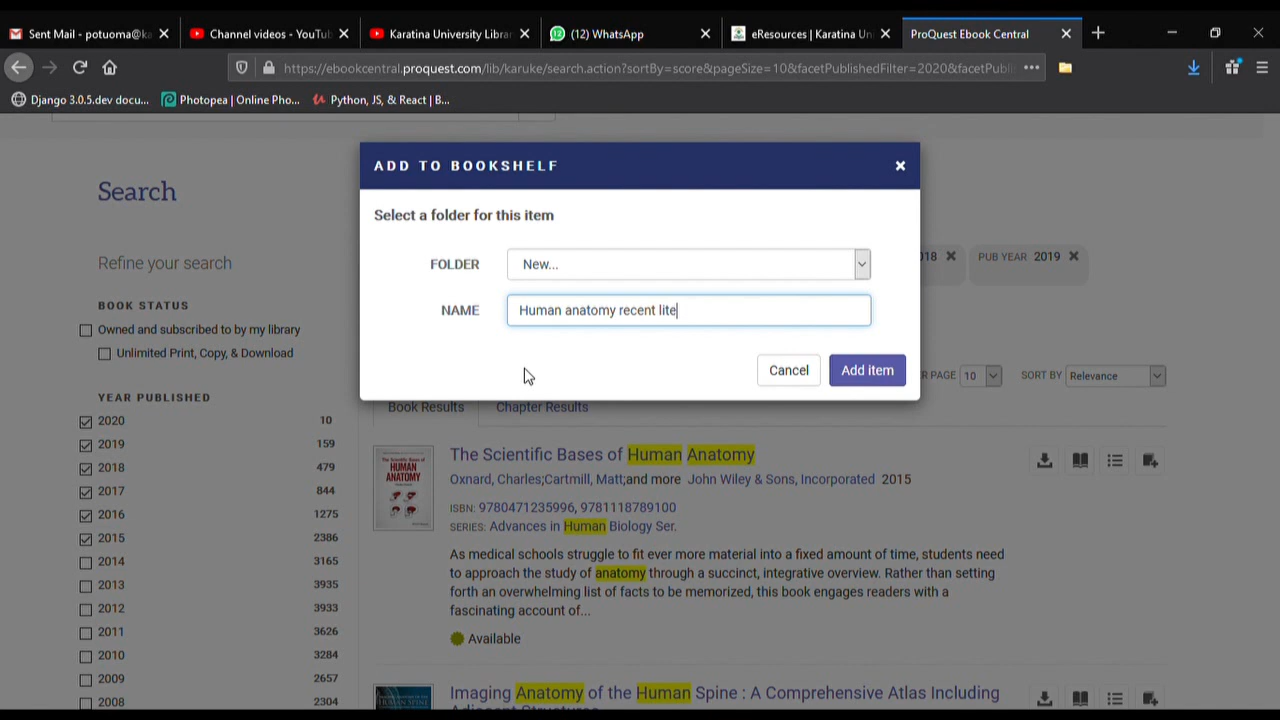 Sent Mail - potuoma@ka
Channel videos - YouTu
Karatina University Librar
(12) WhatsApp
eResources | Karatina Un
ProQuest Ebook Central
https://ebookcentral.proquest.com/lib/karuke/search.action?sortBy=score&pageSize=10&facetPublishedFilter=2020&facetPubli
Django 3.0.5.dev docu...
Photopea | Online Pho...
Python, JS, & React | B...
ADD TO BOOKSHELF
Select a folder for this item
FOLDER New...
NAME Human anatomy recent lite
Cancel Add item
Search
Refine your search
BOOK STATUS
Owned and subscribed to by my library
Unlimited Print, Copy, & Download
YEAR PUBLISHED
2020 10
2019 159
2018 479
2017 844
2016 1275
2015 2386
2014 3165
2013 3935
2012 3933
2011 3626
2010 3284
2009 2657
2008 2304
018 PUB YEAR 2019
R PAGE 10 SORT BY Relevance
Book Results Chapter Results
The Scientific Bases of Human Anatomy
Oxnard, Charles;Cartmill, Matt;and more John Wiley & Sons, Incorporated 2015
ISBN: 9780471235996, 9781118789100
SERIES: Advances in Human Biology Ser.
As medical schools struggle to fit ever more material into a fixed amount of time, students need
to approach the study of anatomy through a succinct, integrative overview. Rather than setting
forth an overwhelming list of facts to be memorized, this book engages readers with a
fascinating account of...
Available
Imaging Anatomy of the Human Spine : A Comprehensive Atlas Including
Adjacent Structures